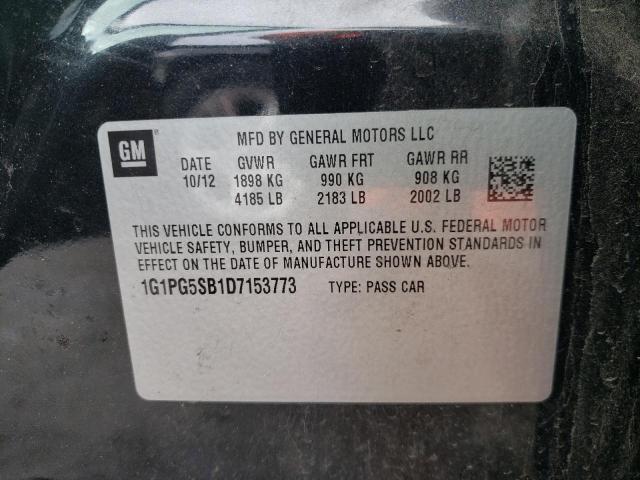 GM®
MFD BY GENERAL MOTORS LLC
DATE GVWR GAWR FRT GAWR RR
10/12 1898 KG 990 KG 908 KG
4185 LB 2183 LB 2002 LB
THIS VEHICLE CONFORMS TO ALL APPLICABLE U.S. FEDERAL MOTOR
VEHICLE SAFETY, BUMPER, AND THEFT PREVENTION STANDARDS IN
EFFECT ON THE DATE OF MANUFACTURE SHOWN ABOVE.
1G1PG5SB1D7153773 TYPE: PASS CAR